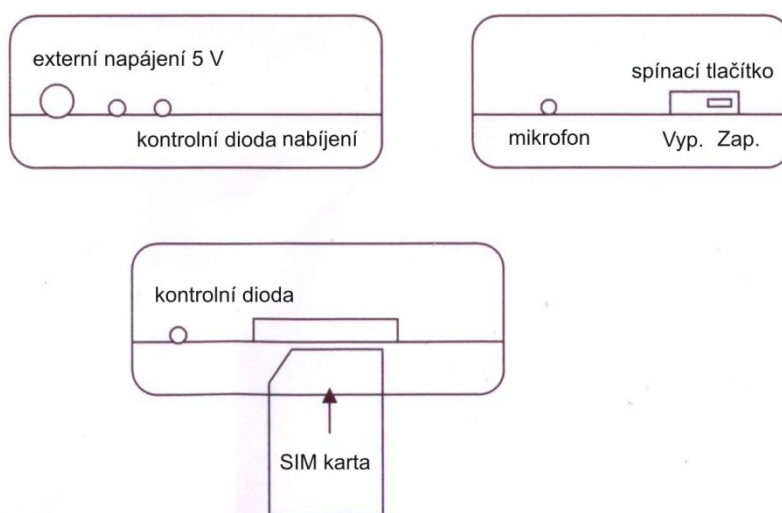 externí napájení 5 V
kontrolní dioda nabíjení
spínací tlačítko
mikrofon
Vyp. Zap.
kontrolní dioda
SIM karta